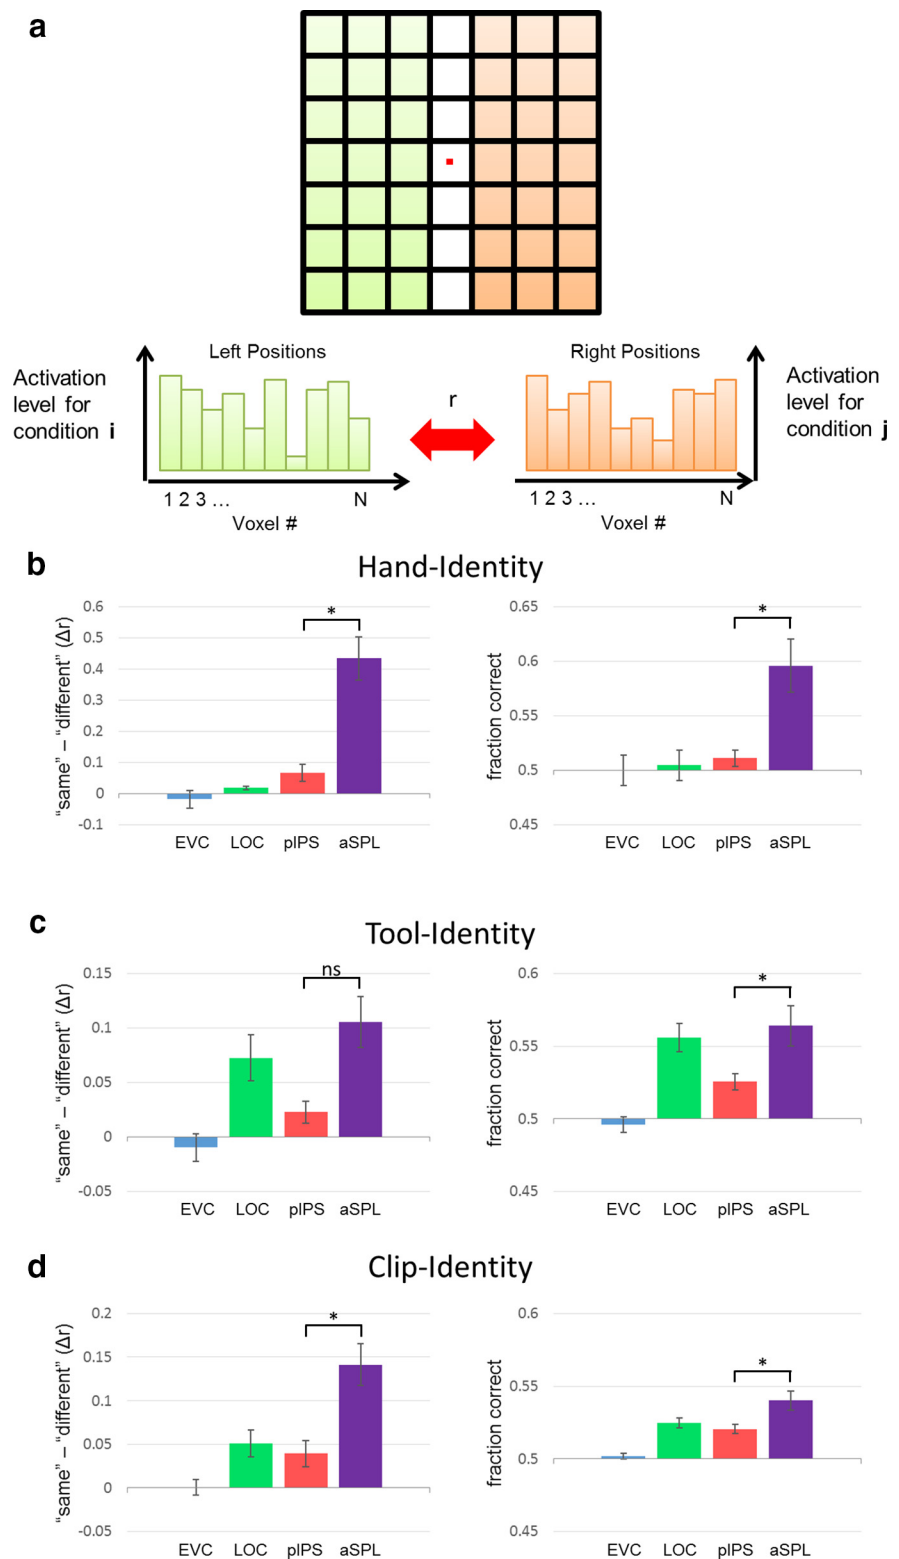 a
Left Positions
Right Positions
Activation
level for
condition i
r
Activation
level for
condition j
1 2 3 ...
N
Voxel #
1 2 3 ...
N
Voxel #
b
Hand-Identity
"same" – "different" (Δr)
0.6
0.5
0.4
0.3
0.2
0.1
0
-0.1
*
EVC LOC pIPS aSPL
fraction correct
0.65
0.6
0.55
0.5
0.45
*
EVC LOC pIPS aSPL
c
Tool-Identity
"same" – "different" (Δr)
0.15
0.1
0.05
0
-0.05
ns
EVC LOC pIPS aSPL
fraction correct
0.6
0.55
0.5
0.45
*
EVC LOC pIPS aSPL
d
Clip-Identity
"same" – "different" (Δr)
0.2
0.15
0.1
0.05
0
-0.05
*
EVC LOC pIPS aSPL
fraction correct
0.6
0.55
0.5
0.45
*
EVC LOC pIPS aSPL